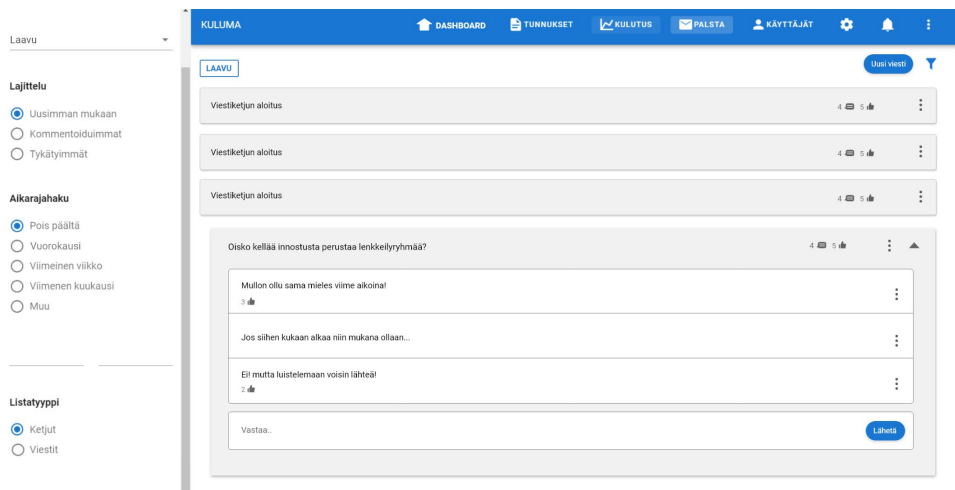 Laavu
Lajittelu
Uusimman mukaan
Kommentoiduimmat
Tykätyimmät
Aikarajahaku
Pois päältä
Vuorokausi
Viimeinen viikko
Viimenen kuukausi
Muu
Listatyyppi
Ketjut
Viestit
KULUMA
DASHBOARD
TUNNUKSET
KULUTUS
PALSTA
KÄYTTÄJÄT
LAAVU
Uusi viesti
Viestiketjun aloitus
4 5
Viestiketjun aloitus
4 5
Viestiketjun aloitus
4 5
Oisko kellää innostusta perustaa lenkkeilyryhmää?
4 5
Mullon ollu sama mieles viime aikoina!
3
Jos siihen kukaan alkaa niin mukana ollaan...
Ei! mutta luistelemaan voisin lähteä!
2
Vastaa..
Lähetä